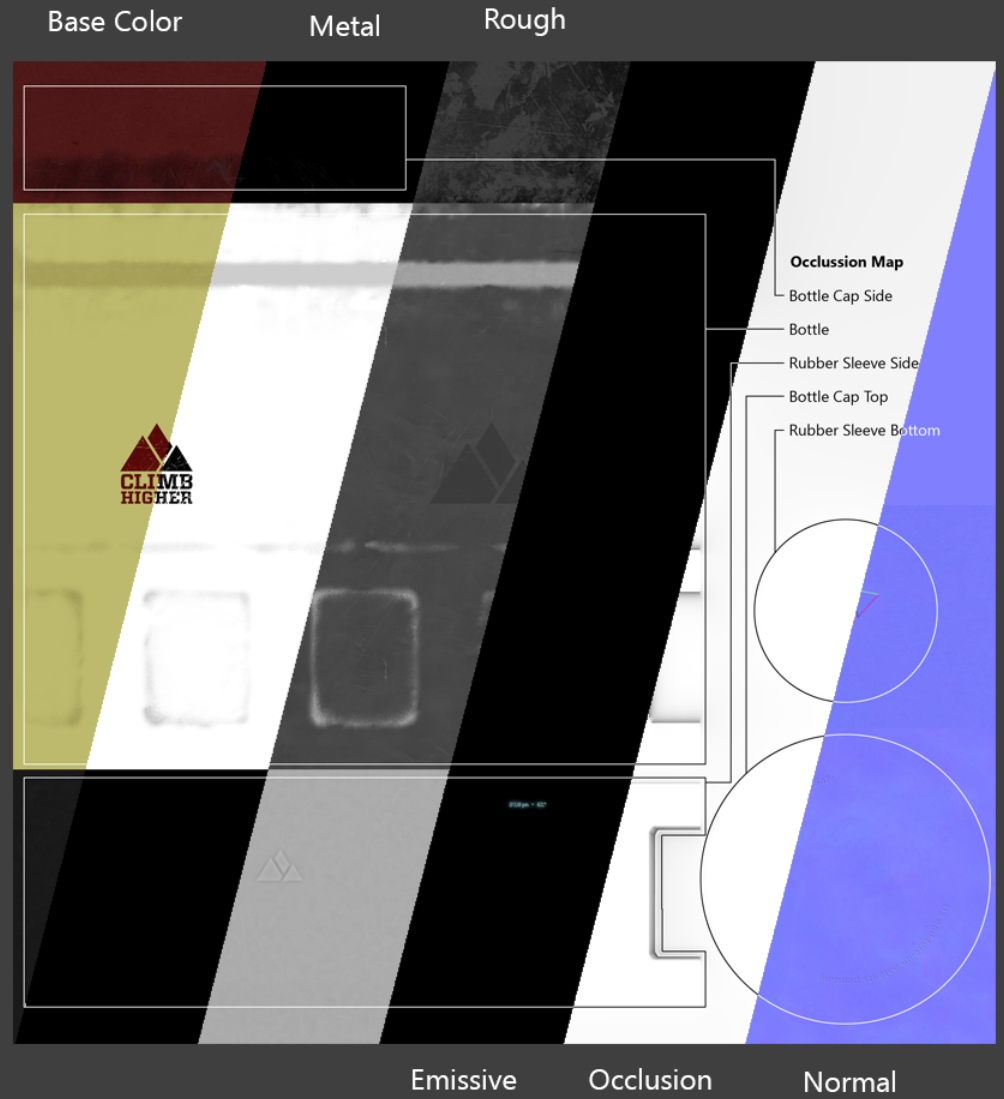 Base Color
Metal
Rough
Occlussion Map
Bottle Cap Side
Bottle
Rubber Sleeve Side
Bottle Cap Top
Rubber Sleeve Bottom
CLIMB
HIGHER
Emissive
Occlusion
Normal